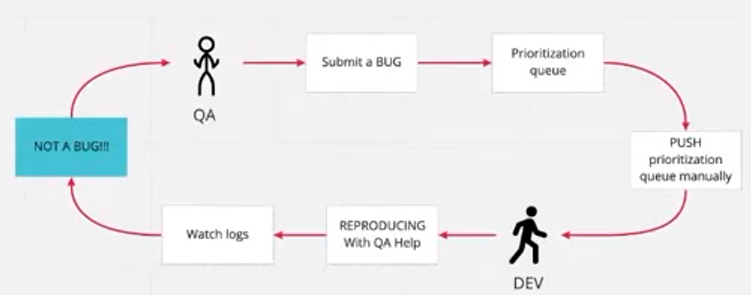 QA
Submit a BUG
Prioritization
queue
PUSH
prioritization
queue manually
DEV
REPRODUCING
With QA Help
Watch logs
NOT A BUG!!!